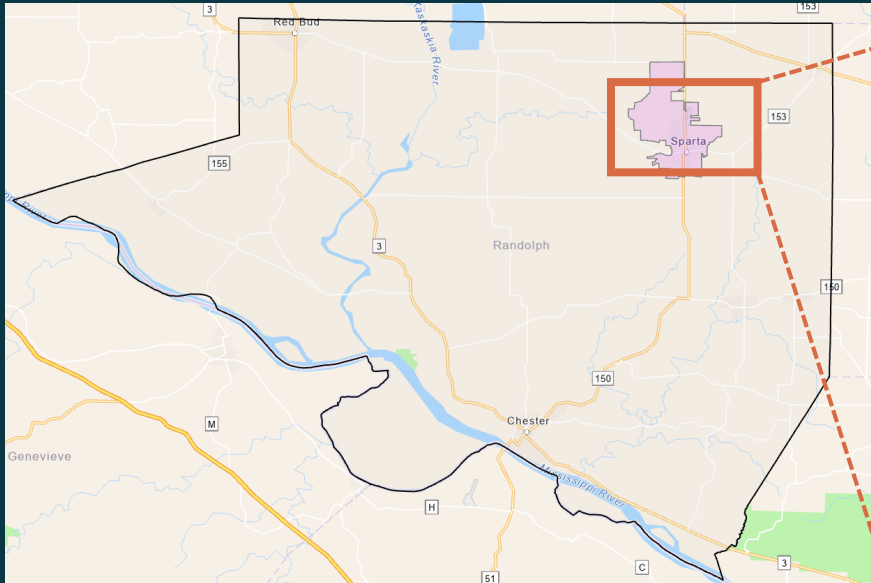 3
153
Red Bud
Kaskaskia River
153
Sparta
155
Randolph
3
150
150
Chester
M
Genevieve
Mississippi River
H
C
3
51